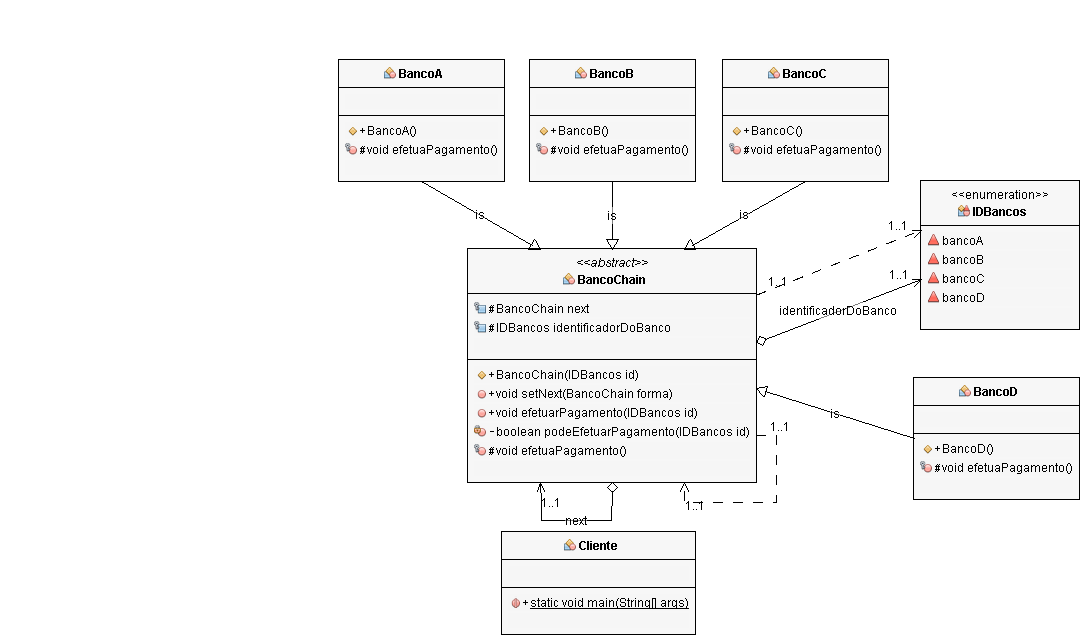 BancoA
+BancoA()
#void efetuaPagamento()
BancoB
+BancoB()
#void efetuaPagamento()
BancoC
+BancoC()
#void efetuaPagamento()
is
is
is
<<enumeration>>
IDBancos
bancoA
bancoB
bancoC
bancoD
1..1
1..1
1..1
identificadorDoBanco
<<abstract>>
BancoChain
#BancoChain next
#IDBancos identificadorDoBanco
+BancoChain(IDBancos id)
+void setNext(BancoChain forma)
+void efetuarPagamento(IDBancos id)
-boolean podeEfetuarPagamento(IDBancos id)
#void efetuaPagamento()
is
BancoD
+BancoD()
#void efetuaPagamento()
1..1
1..1
1..1
next
Cliente
+static void main(String[] args)